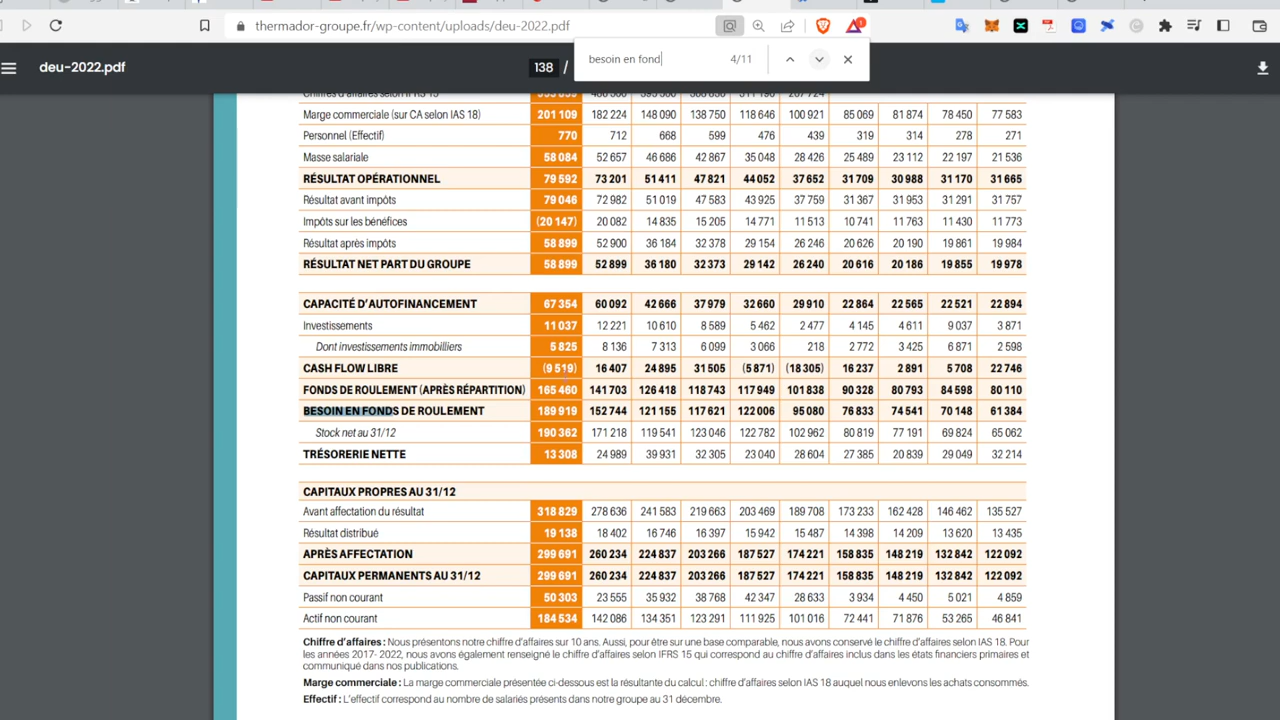 thermador-groupe.fr/wp-content/uploads/deu-2022.pdf
1
besoin en fond 4/11
deu-2022.pdf
138 /
Marge commerciale (sur CA selon IAS 18) 201 109 182 224 148 090 138 750 118 646 100 921 85 069 81 874 78 450 77 583
Personnel (Effectif) 770 712 668 599 476 439 319 314 278 271
Masse salariale 58 084 52 657 46 686 42 867 35 048 28 426 25 489 23 112 22 197 21 536
RÉSULTAT OPÉRATIONNEL 79 592 73 201 51 411 47 821 44 052 37 652 31 709 30 988 31 170 31 665
Résultat avant impôts 79 046 72 982 51 019 47 583 43 925 37 759 31 367 31 953 31 291 31 757
Impôts sur les bénéfices (20 147) 20 082 14 835 15 205 14 771 11 513 10 741 11 763 11 430 11 773
Résultat après impôts 58 899 52 900 36 184 32 378 29 154 26 246 20 626 20 190 19 861 19 984
RÉSULTAT NET PART DU GROUPE 58 899 52 899 36 180 32 373 29 142 26 240 20 616 20 186 19 855 19 978
CAPACITÉ D'AUTOFINANCEMENT 67 354 60 092 42 666 37 979 32 660 29 910 22 864 22 565 22 521 22 894
Investissements 11 037 12 221 10 610 8 589 5 462 2 477 4 145 4 611 9 037 3 871
Dont investissements immobilliers 5 825 8 136 7 313 6 099 3 066 218 2 772 3 425 6 871 2 598
CASH FLOW LIBRE (9 519) 16 407 24 895 31 505 (5 871) (18 305) 16 237 2 891 5 708 22 746
FONDS DE ROULEMENT (APRÈS RÉPARTITION) 165 460 141 703 126 418 118 743 117 949 101 838 90 328 80 793 84 598 80 110
BESOIN EN FONDS DE ROULEMENT 189 919 152 744 121 155 117 621 122 006 95 080 76 833 74 541 70 148 61 384
Stock net au 31/12 190 362 171 218 119 541 123 046 122 782 102 962 80 819 77 191 69 824 65 062
TRÉSORERIE NETTE 13 308 24 989 39 931 32 305 23 040 28 604 27 385 20 839 29 049 32 214
CAPITAUX PROPRES AU 31/12
Avant affectation du résultat 318 829 278 636 241 583 219 663 203 469 189 708 173 233 162 428 146 462 135 527
Résultat distribué 19 138 18 402 16 746 16 397 15 942 15 487 14 398 14 209 13 620 13 435
APRÈS AFFECTATION 299 691 260 234 224 837 203 266 187 527 174 221 158 835 148 219 132 842 122 092
CAPITAUX PERMANENTS AU 31/12 299 691 260 234 224 837 203 266 187 527 174 221 158 835 148 219 132 842 122 092
Passif non courant 50 303 23 555 35 932 38 768 42 347 28 633 3 934 4 450 5 021 4 859
Actif non courant 184 534 142 086 134 351 123 291 111 925 101 016 72 441 71 876 53 265 46 841
Chiffre d'affaires : Nous présentons notre chiffre d'affaires sur 10 ans. Aussi, pour être sur une base comparable, nous avons conservé le chiffre d'affaires selon IAS 18. Pour
les années 2017- 2022, nous avons également renseigné le chiffre d'affaires selon IFRS 15 qui correspond au chiffre d'affaires inclus dans les états financiers primaires et
communiqué dans nos publications.
Marge commerciale : La marge commerciale présentée ci-dessous est la résultante du calcul : chiffre d'affaires selon IAS 18 auquel nous enlevons les achats consommés.
Effectif : L'effectif correspond au nombre de salariés présents dans notre groupe au 31 décembre.